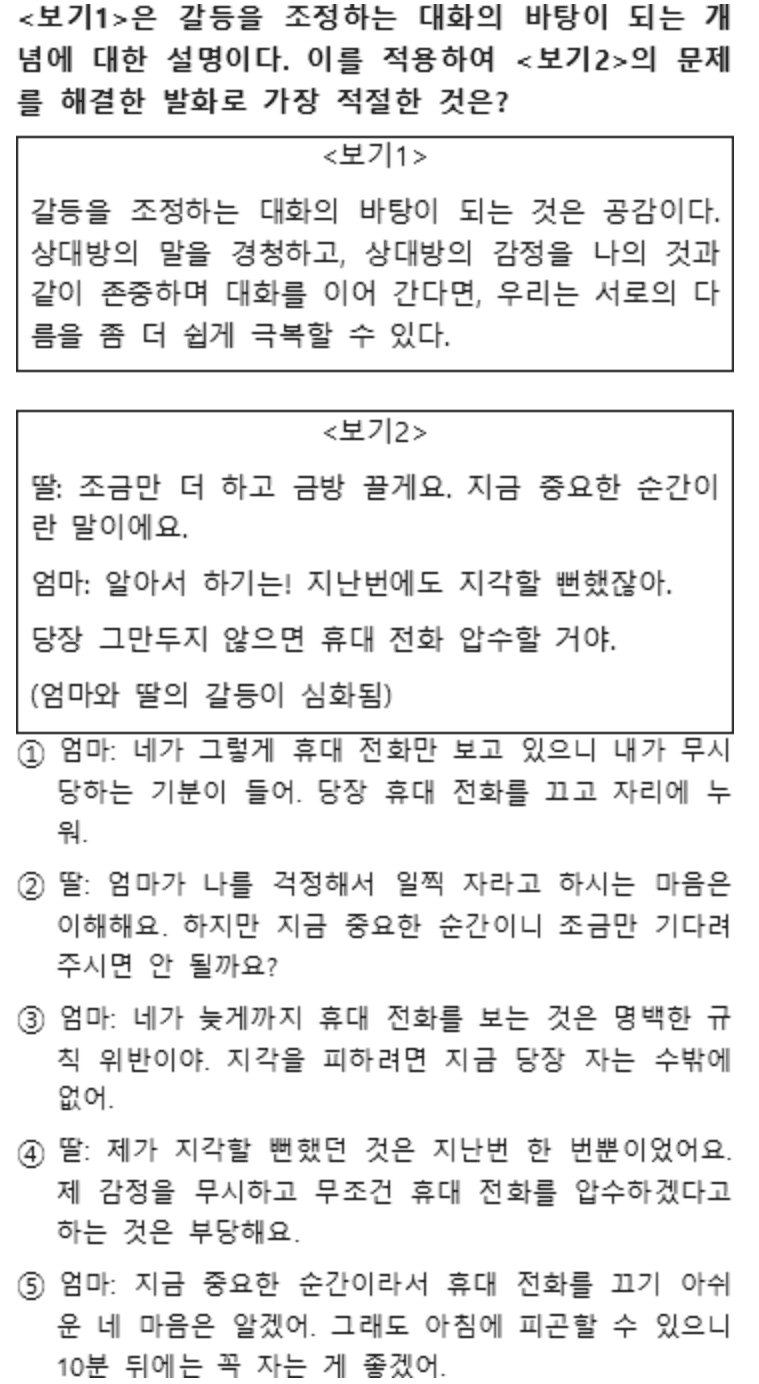 <보기1>은 갈등을 조정하는 대화의 바탕이 되는 개
념에 대한 설명이다. 이를 적용하여 <보기2>의 문제
를 해결한 발화로 가장 적절한 것은?
<보기1>
갈등을 조정하는 대화의 바탕이 되는 것은 공감이다.
상대방의 말을 경청하고, 상대방의 감정을 나의 것과
같이 존중하며 대화를 이어 간다면, 우리는 서로의 다
름을 좀 더 쉽게 극복할 수 있다.
<보기2>
딸: 조금만 더 하고 금방 끌게요. 지금 중요한 순간이
란 말이에요.
엄마: 알아서 하기는! 지난번에도 지각할 뻔했잖아.
당장 그만두지 않으면 휴대 전화 압수할 거야.
(엄마와 딸의 갈등이 심화됨)
① 엄마: 네가 그렇게 휴대 전화만 보고 있으니 내가 무시
당하는 기분이 들어. 당장 휴대 전화를 끄고 자리에 누
워.
② 딸: 엄마가 나를 걱정해서 일찍 자라고 하시는 마음은
이해해요. 하지만 지금 중요한 순간이니 조금만 기다려
주시면 안 될까요?
③ 엄마: 네가 늦게까지 휴대 전화를 보는 것은 명백한 규
칙 위반이야. 지각을 피하려면 지금 당장 자는 수밖에
없어.
④ 딸: 제가 지각할 뻔했던 것은 지난번 한 번뿐이었어요.
제 감정을 무시하고 무조건 휴대 전화를 압수하겠다고
하는 것은 부당해요.
⑤ 엄마: 지금 중요한 순간이라서 휴대 전화를 끄기 아쉬
운 네 마음은 알겠어. 그래도 아침에 피곤할 수 있으니
10분 뒤에는 꼭 자는 게 좋겠어.